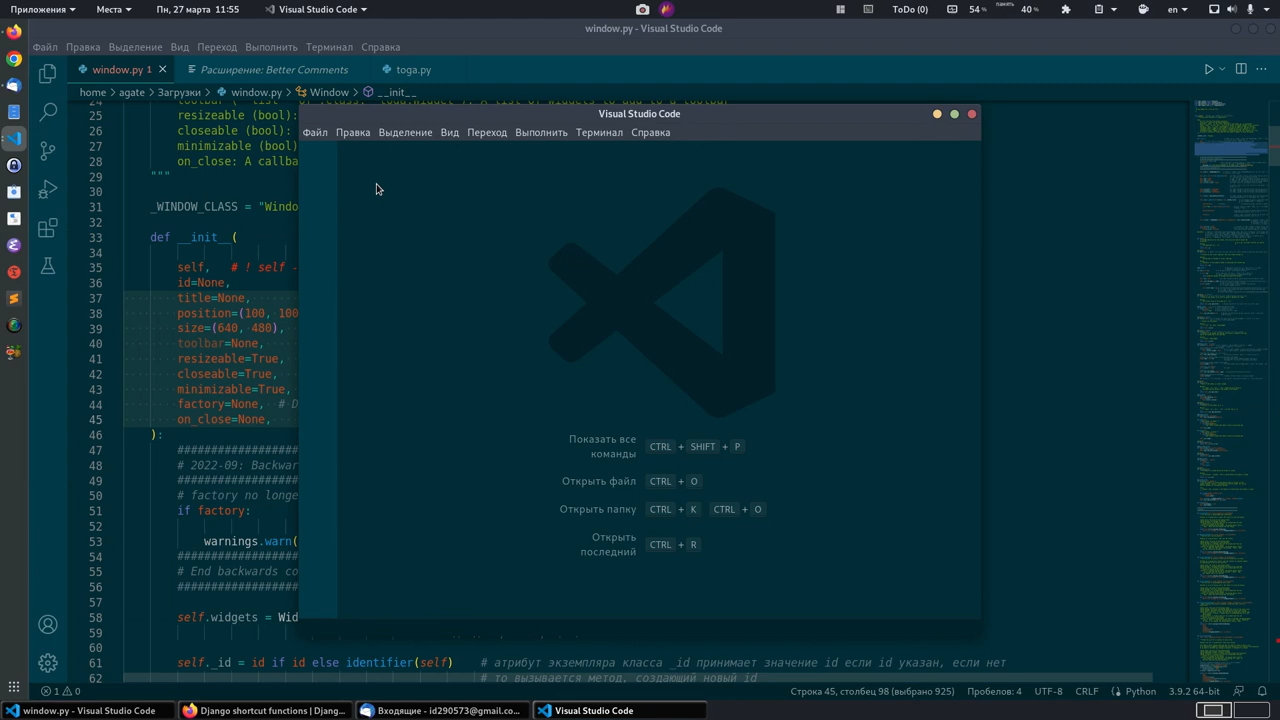 Приложения Места Пн, 27 марта 11:55 Visual Studio Code ToDo (0) 54 % память 40 % en
window.py - Visual Studio Code
Файл Правка Выделение Вид Переход Выполнить Терминал Справка
window.py 1 Расширение: Better Comments toga.py
home > agate > Загрузки > window.py > Window > __init__
24
25 resizeable (bool):
26 closeable (bool):
27 minimizable (bool)
28 on_close: A callba
29 """
30
31 _WINDOW_CLASS = "Windo
32
33 def __init__(
34
35 self, # ! self -
36 id=None,
37 title=None,
38 position=(100, 100
39 size=(640, 480),
40 toolbar=None,
41 resizeable=True,
42 closeable=True,
43 minimizable=True,
44 factory=None, # D
45 on_close=None,
46 ):
47 ##################
48 # 2022-09: Backwar
49 ##################
50 # factory no longe
51 if factory:
52
53 warnings.warn(
54 ##################
55 # End backwards co
56 ##################
57
58 self.widgets = Wid
59
60
61 self._id = id if id else identifier(self) # атрибут экземпляра класса _id принимает значение id если id указано, если нет
62 # то вызывается метод, создающий новый id
Visual Studio Code
Файл Правка Выделение Вид Переход Выполнить Терминал Справка
Показать все команды CTRL + SHIFT + P
Открыть файл CTRL + O
Открыть папку CTRL + K CTRL + O
Открыть последний CTRL + R
1 0 Строка 45, столбец 98 (выбрано 925) Пробелов: 4 UTF-8 CRLF Python 3.9.2 64-bit
window.py - Visual Studio Code Django shortcut functions | Djang... Входящие - id290573@gmail.co... Visual Studio Code